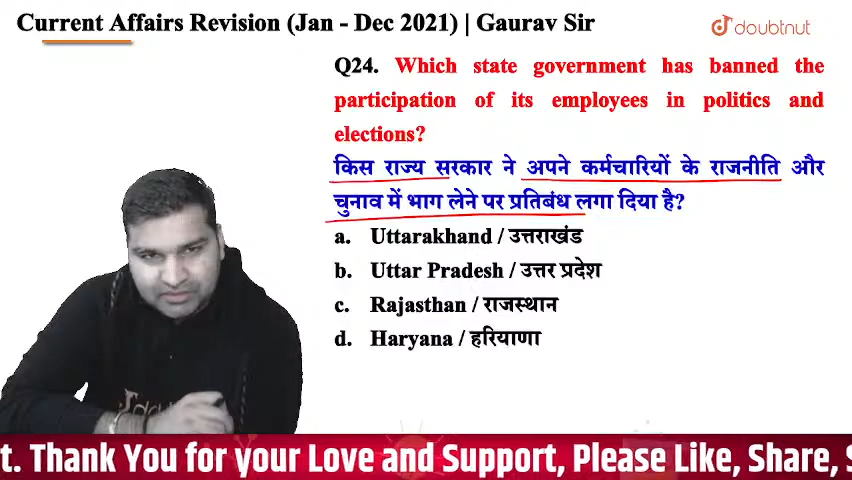 Current Affairs Revision (Jan - Dec 2021) | Gaurav Sir
doubtnut
Q24. Which state government has banned the
participation of its employees in politics and
elections?
किस राज्य सरकार ने अपने कर्मचारियों के राजनीति और
चुनाव में भाग लेने पर प्रतिबंध लगा दिया है?
a. Uttarakhand / उत्तराखंड
b. Uttar Pradesh / उत्तर प्रदेश
c. Rajasthan / राजस्थान
d. Haryana / हरियाणा
t. Thank You for your Love and Support, Please Like, Share, S